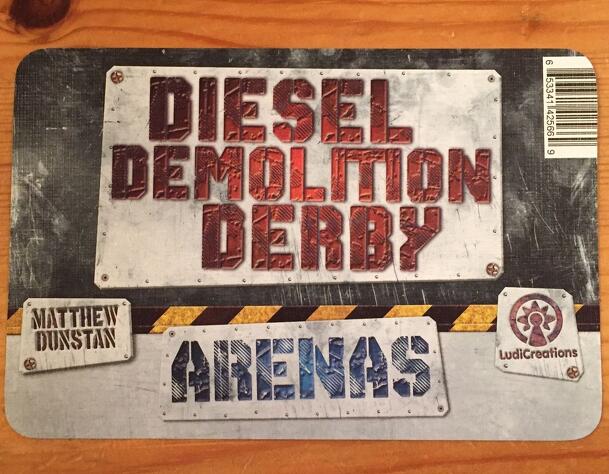 DIESEL
DEMOLITION
DERBY
6 53341 42566 9
MATTHEW
DUNSTAN
ARENAS
LudiCreations